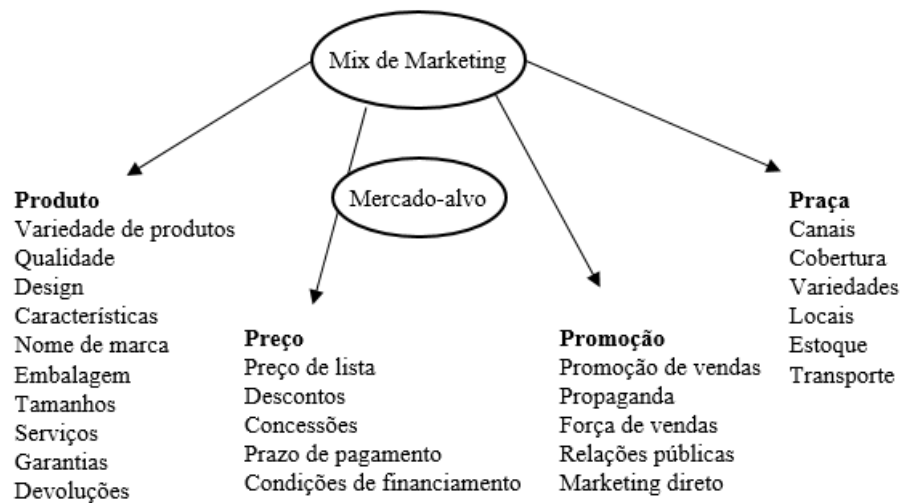 Mix de Marketing
Mercado-alvo
Produto
Variedade de produtos
Qualidade
Design
Características
Nome de marca
Embalagem
Tamanhos
Serviços
Garantias
Devoluções
Preço
Preço de lista
Descontos
Concessões
Prazo de pagamento
Condições de financiamento
Promoção
Promoção de vendas
Propaganda
Força de vendas
Relações públicas
Marketing direto
Praça
Canais
Cobertura
Variedades
Locais
Estoque
Transporte